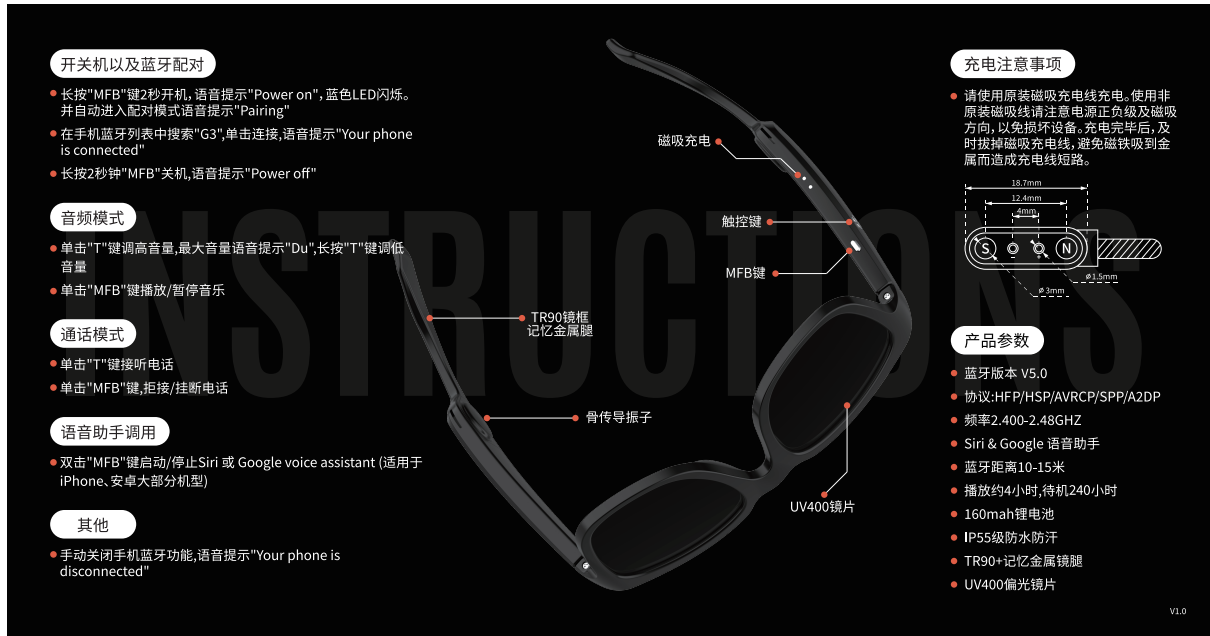 INSTRUCTIONS
开关机以及蓝牙配对
长按"MFB"键2秒开机，语音提示"Power on"，蓝色LED闪烁。
并自动进入配对模式语音提示"Pairing"
在手机蓝牙列表中搜索"G3",单击连接,语音提示"Your phone
is connected"
长按2秒钟"MFB"关机,语音提示"Power off"
音频模式
单击"T"键调高音量,最大音量语音提示"Du",长按"T"键调低
音量
单击"MFB"键播放/暂停音乐
通话模式
单击"T"键接听电话
单击"MFB"键,拒接/挂断电话
语音助手调用
双击"MFB"键启动/停止Siri 或 Google voice assistant (适用于
iPhone、安卓大部分机型)
其他
手动关闭手机蓝牙功能,语音提示"Your phone is
disconnected"
磁吸充电
触控键
MFB键
TR90镜框
记忆金属腿
骨传导振子
UV400镜片
充电注意事项
请使用原装磁吸充电线充电。使用非
原装磁吸线请注意电源正负级及磁吸
方向，以免损坏设备。充电完毕后，及
时拔掉磁吸充电线，避免磁铁吸到金
属而造成充电线短路。
18.7mm
12.4mm
4mm
S
N
−
+
⌀1.5mm
⌀3mm
产品参数
蓝牙版本 V5.0
协议:HFP/HSP/AVRCP/SPP/A2DP
频率2.400-2.48GHZ
Siri & Google 语音助手
蓝牙距离10-15米
播放约4小时,待机240小时
160mah锂电池
IP55级防水防汗
TR90+记忆金属镜腿
UV400偏光镜片
V1.0